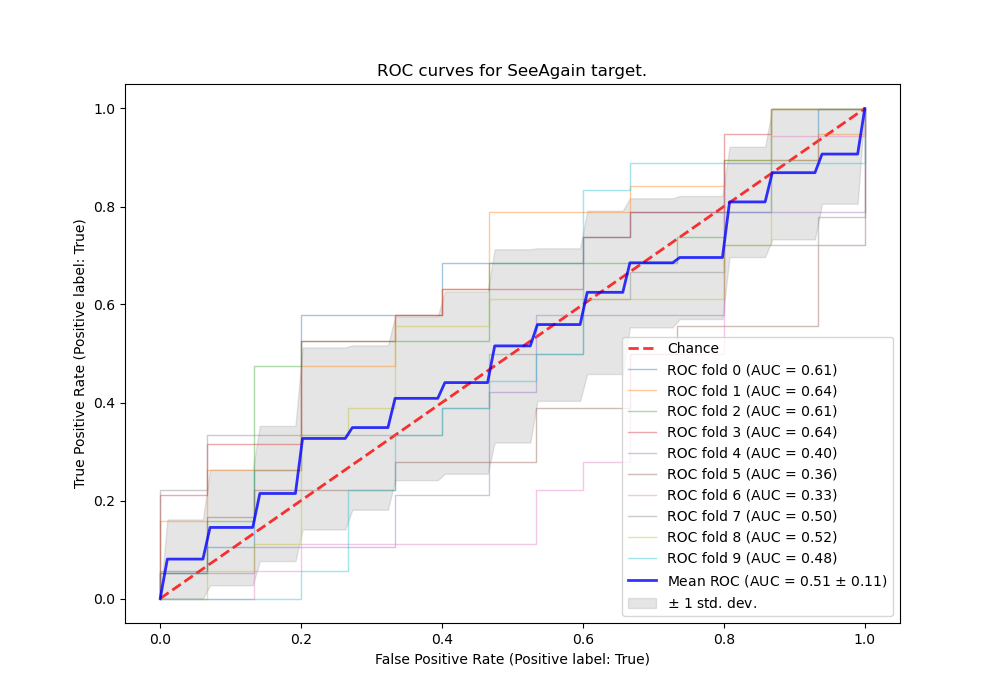 ROC curves for SeeAgain target.
True Positive Rate (Positive label: True)
1.0
0.8
0.6
0.4
0.2
0.0
0.0 0.2 0.4 0.6 0.8 1.0
False Positive Rate (Positive label: True)
Chance
ROC fold 0 (AUC = 0.61)
ROC fold 1 (AUC = 0.64)
ROC fold 2 (AUC = 0.61)
ROC fold 3 (AUC = 0.64)
ROC fold 4 (AUC = 0.40)
ROC fold 5 (AUC = 0.36)
ROC fold 6 (AUC = 0.33)
ROC fold 7 (AUC = 0.50)
ROC fold 8 (AUC = 0.52)
ROC fold 9 (AUC = 0.48)
Mean ROC (AUC = 0.51 ± 0.11)
± 1 std. dev.